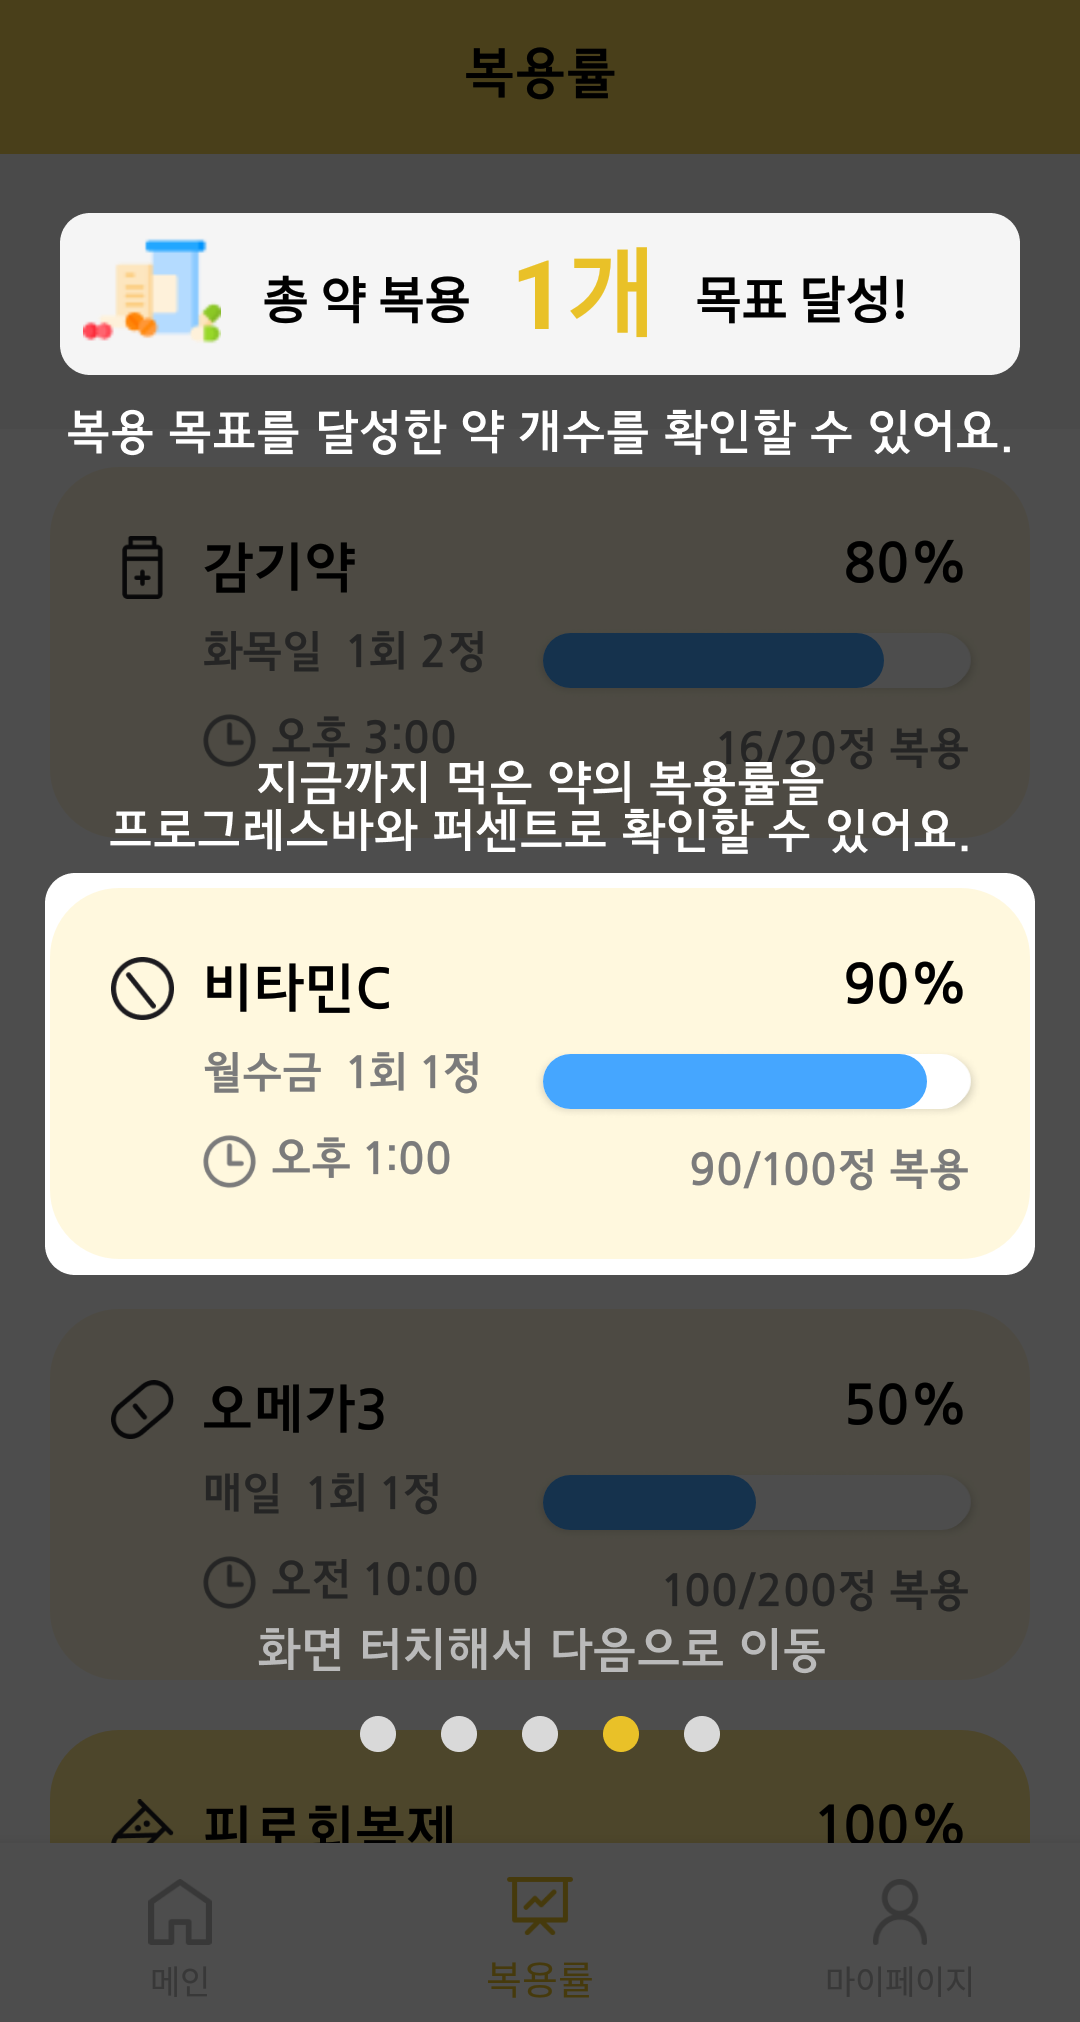 복용률
총 약 복용 1개 목표 달성!
복용 목표를 달성한 약 개수를 확인할 수 있어요.
감기약 80%
화목일 1회 2정
오후 3:00 16/20정 복용
지금까지 먹은 약의 복용률을
프로그레스바와 퍼센트로 확인할 수 있어요.
비타민C 90%
월수금 1회 1정
오후 1:00 90/100정 복용
오메가3 50%
매일 1회 1정
오전 10:00 100/200정 복용
화면 터치해서 다음으로 이동
피로회복제 100%
메인 복용률 마이페이지